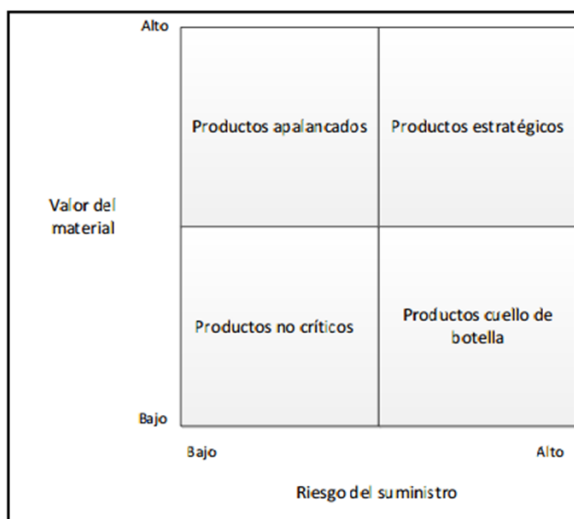 Alto
Productos apalancados
Productos estratégicos
Valor del
material
Productos no críticos
Productos cuello de
botella
Bajo
Bajo
Alto
Riesgo del suministro